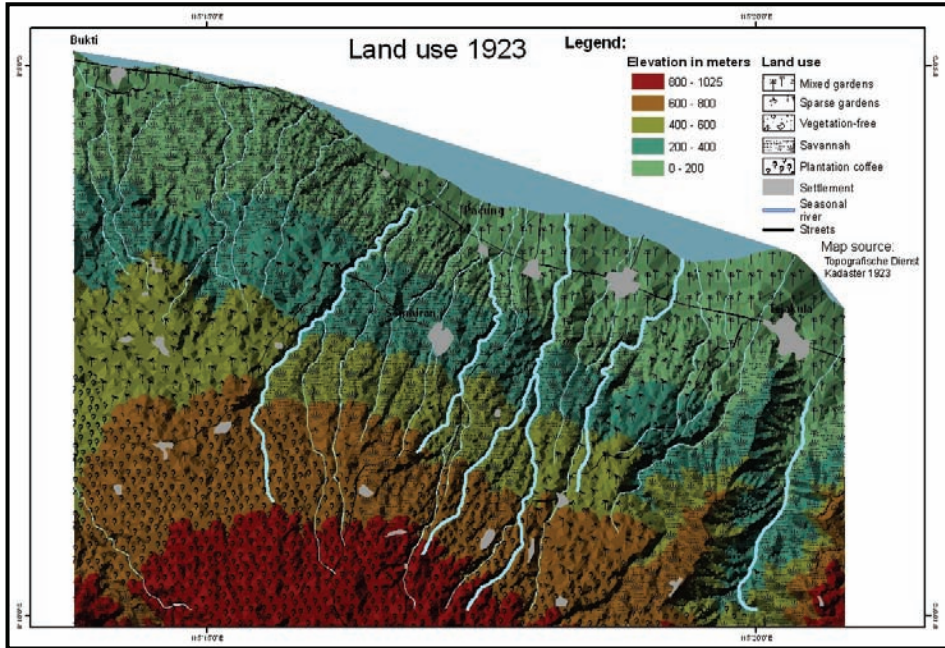 Bukti
Land use 1923
Legend:
Elevation in meters
800 - 1025
600 - 800
400 - 600
200 - 400
0 - 200
Land use
Mixed gardens
Sparse gardens
Vegetation-free
Savannah
Plantation coffee
Settlement
Seasonal
river
Streets
Map source:
Topografische Dienst
Kadaster 1923
Pacung